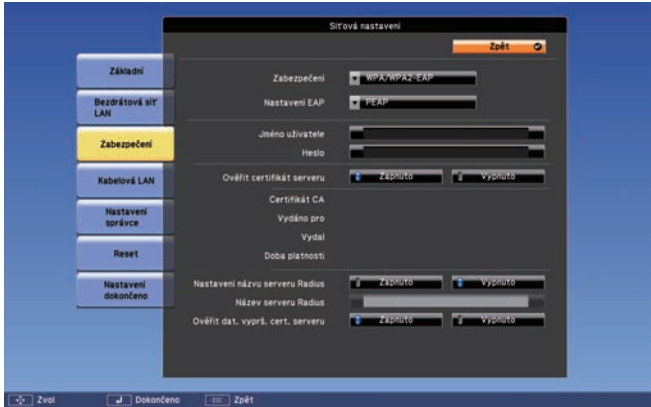 Síťová nastavení
Zpět
Základní
Bezdrátová síť
LAN
Zabezpečení
Kabelová LAN
Nastavení
správce
Reset
Nastavení
dokončeno
Zabezpečení WPA/WPA2-EAP
Nastavení EAP PEAP
Jméno uživatele
Heslo
Ověřit certifikát serveru Zapnuto Vypnuto
Certifikát CA
Vydáno pro
Vydal
Doba platnosti
Nastavení názvu serveru Radius Zapnuto Vypnuto
Název serveru Radius
Ověřit dat. vyprš. cert. serveru Zapnuto Vypnuto
Zvol Dokončeno Zpět